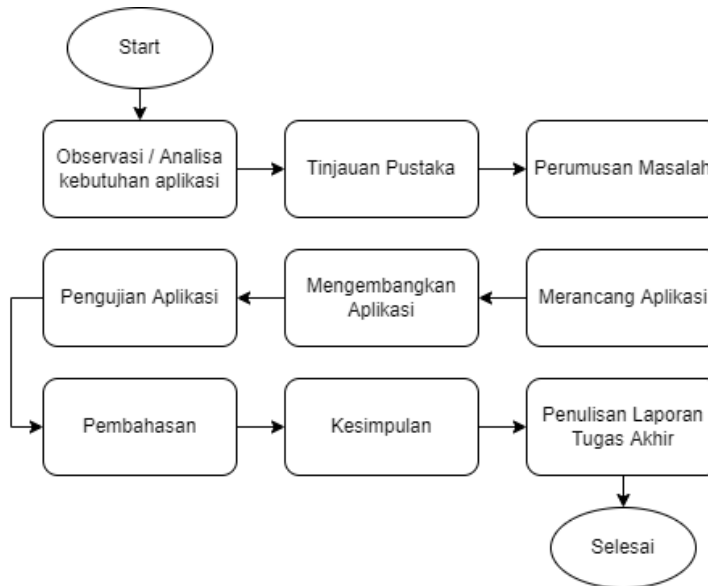 Start
Observasi / Analisa
kebutuhan aplikasi
Tinjauan Pustaka
Perumusan Masalah
Merancang Aplikasi
Mengembangkan
Aplikasi
Pengujian Aplikasi
Pembahasan
Kesimpulan
Penulisan Laporan
Tugas Akhir
Selesai